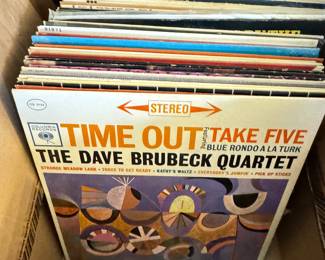 STEREO
COLUMBIA
TIME OUT featuring TAKE FIVE
BLUE RONDO A LA TURK
THE DAVE BRUBECK QUARTET
STRANGE MEADOW LARK • THREE TO GET READY • KATHY'S WALTZ • EVERYBODY'S JUMPIN' • PICK UP STICKS